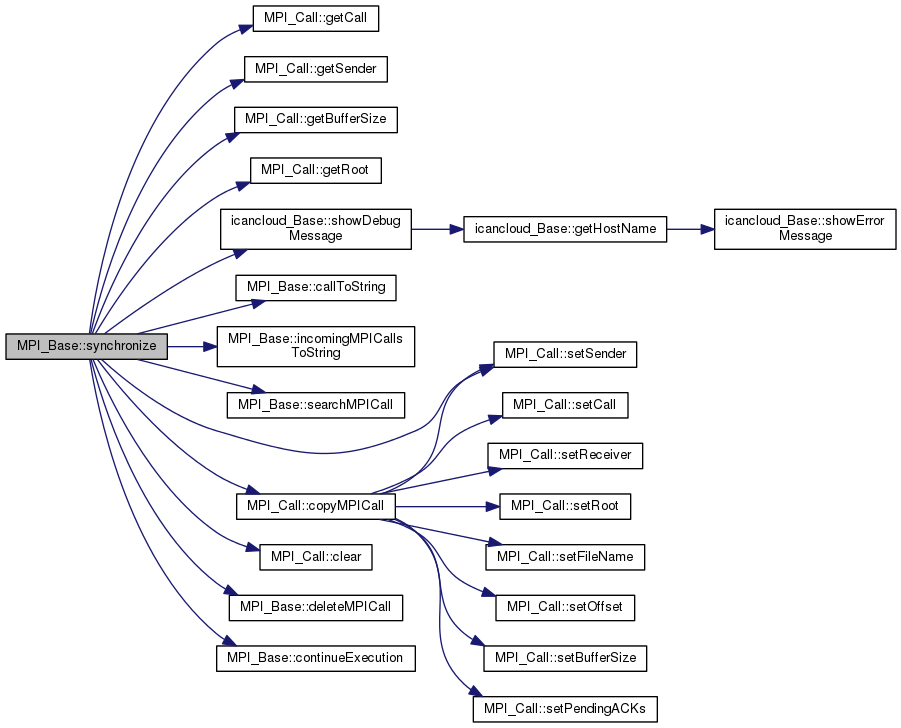 MPI_Call::getCall
MPI_Call::getSender
MPI_Call::getBufferSize
MPI_Call::getRoot
icancloud_Base::showDebug
Message
icancloud_Base::getHostName
icancloud_Base::showError
Message
MPI_Base::callToString
MPI_Base::synchronize
MPI_Base::incomingMPICalls
ToString
MPI_Call::setSender
MPI_Base::searchMPICall
MPI_Call::setCall
MPI_Call::setReceiver
MPI_Call::copyMPICall
MPI_Call::setRoot
MPI_Call::clear
MPI_Call::setFileName
MPI_Base::deleteMPICall
MPI_Call::setOffset
MPI_Base::continueExecution
MPI_Call::setBufferSize
MPI_Call::setPendingACKs